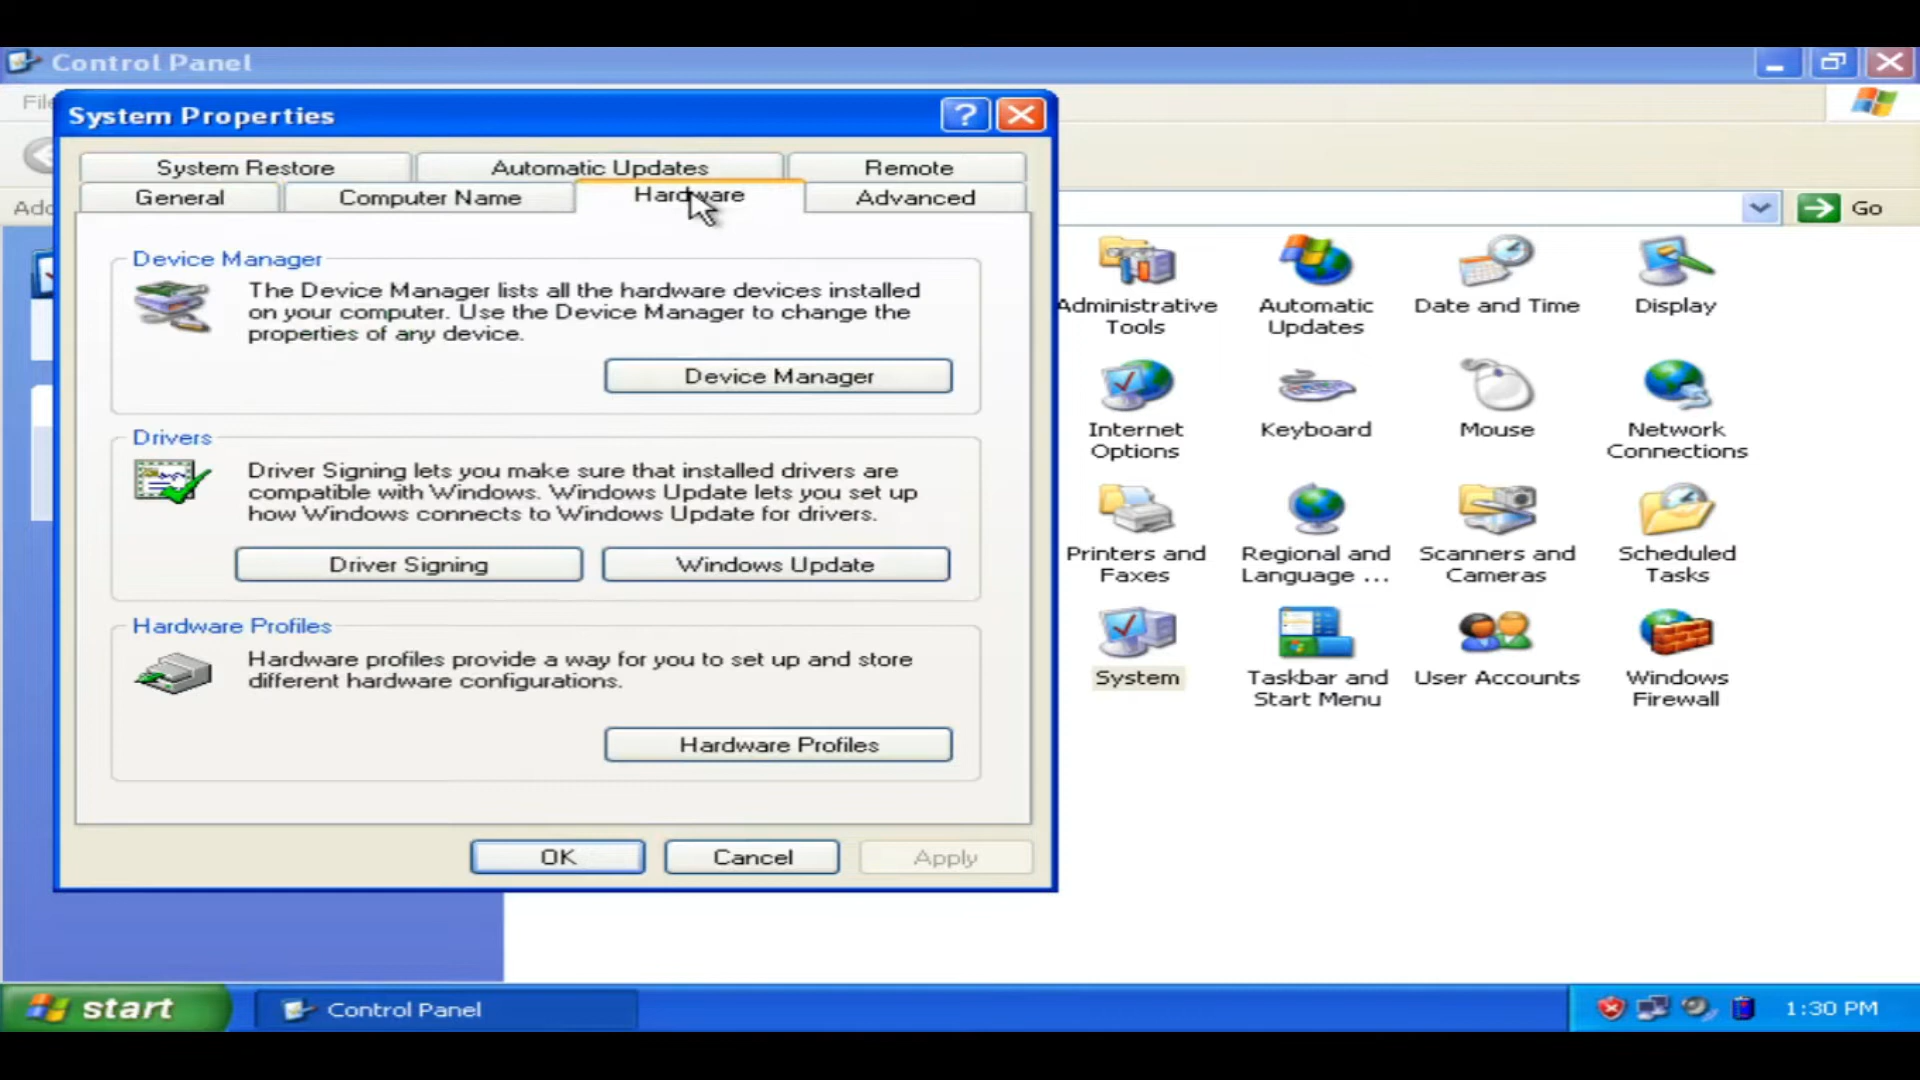 Control Panel
File
System Properties
System Restore
Automatic Updates
Remote
General
Computer Name
Hardware
Advanced
Go
Device Manager
The Device Manager lists all the hardware devices installed
on your computer. Use the Device Manager to change the
properties of any device.
Device Manager
Drivers
Driver Signing lets you make sure that installed drivers are
compatible with Windows. Windows Update lets you set up
how Windows connects to Windows Update for drivers.
Driver Signing
Windows Update
Hardware Profiles
Hardware profiles provide a way for you to set up and store
different hardware configurations.
Hardware Profiles
OK
Cancel
Apply
Administrative
Tools
Automatic
Updates
Date and Time
Display
Internet
Options
Keyboard
Mouse
Network
Connections
Printers and
Faxes
Regional and
Language ...
Scanners and
Cameras
Scheduled
Tasks
System
Taskbar and
Start Menu
User Accounts
Windows
Firewall
start
Control Panel
1:30 PM